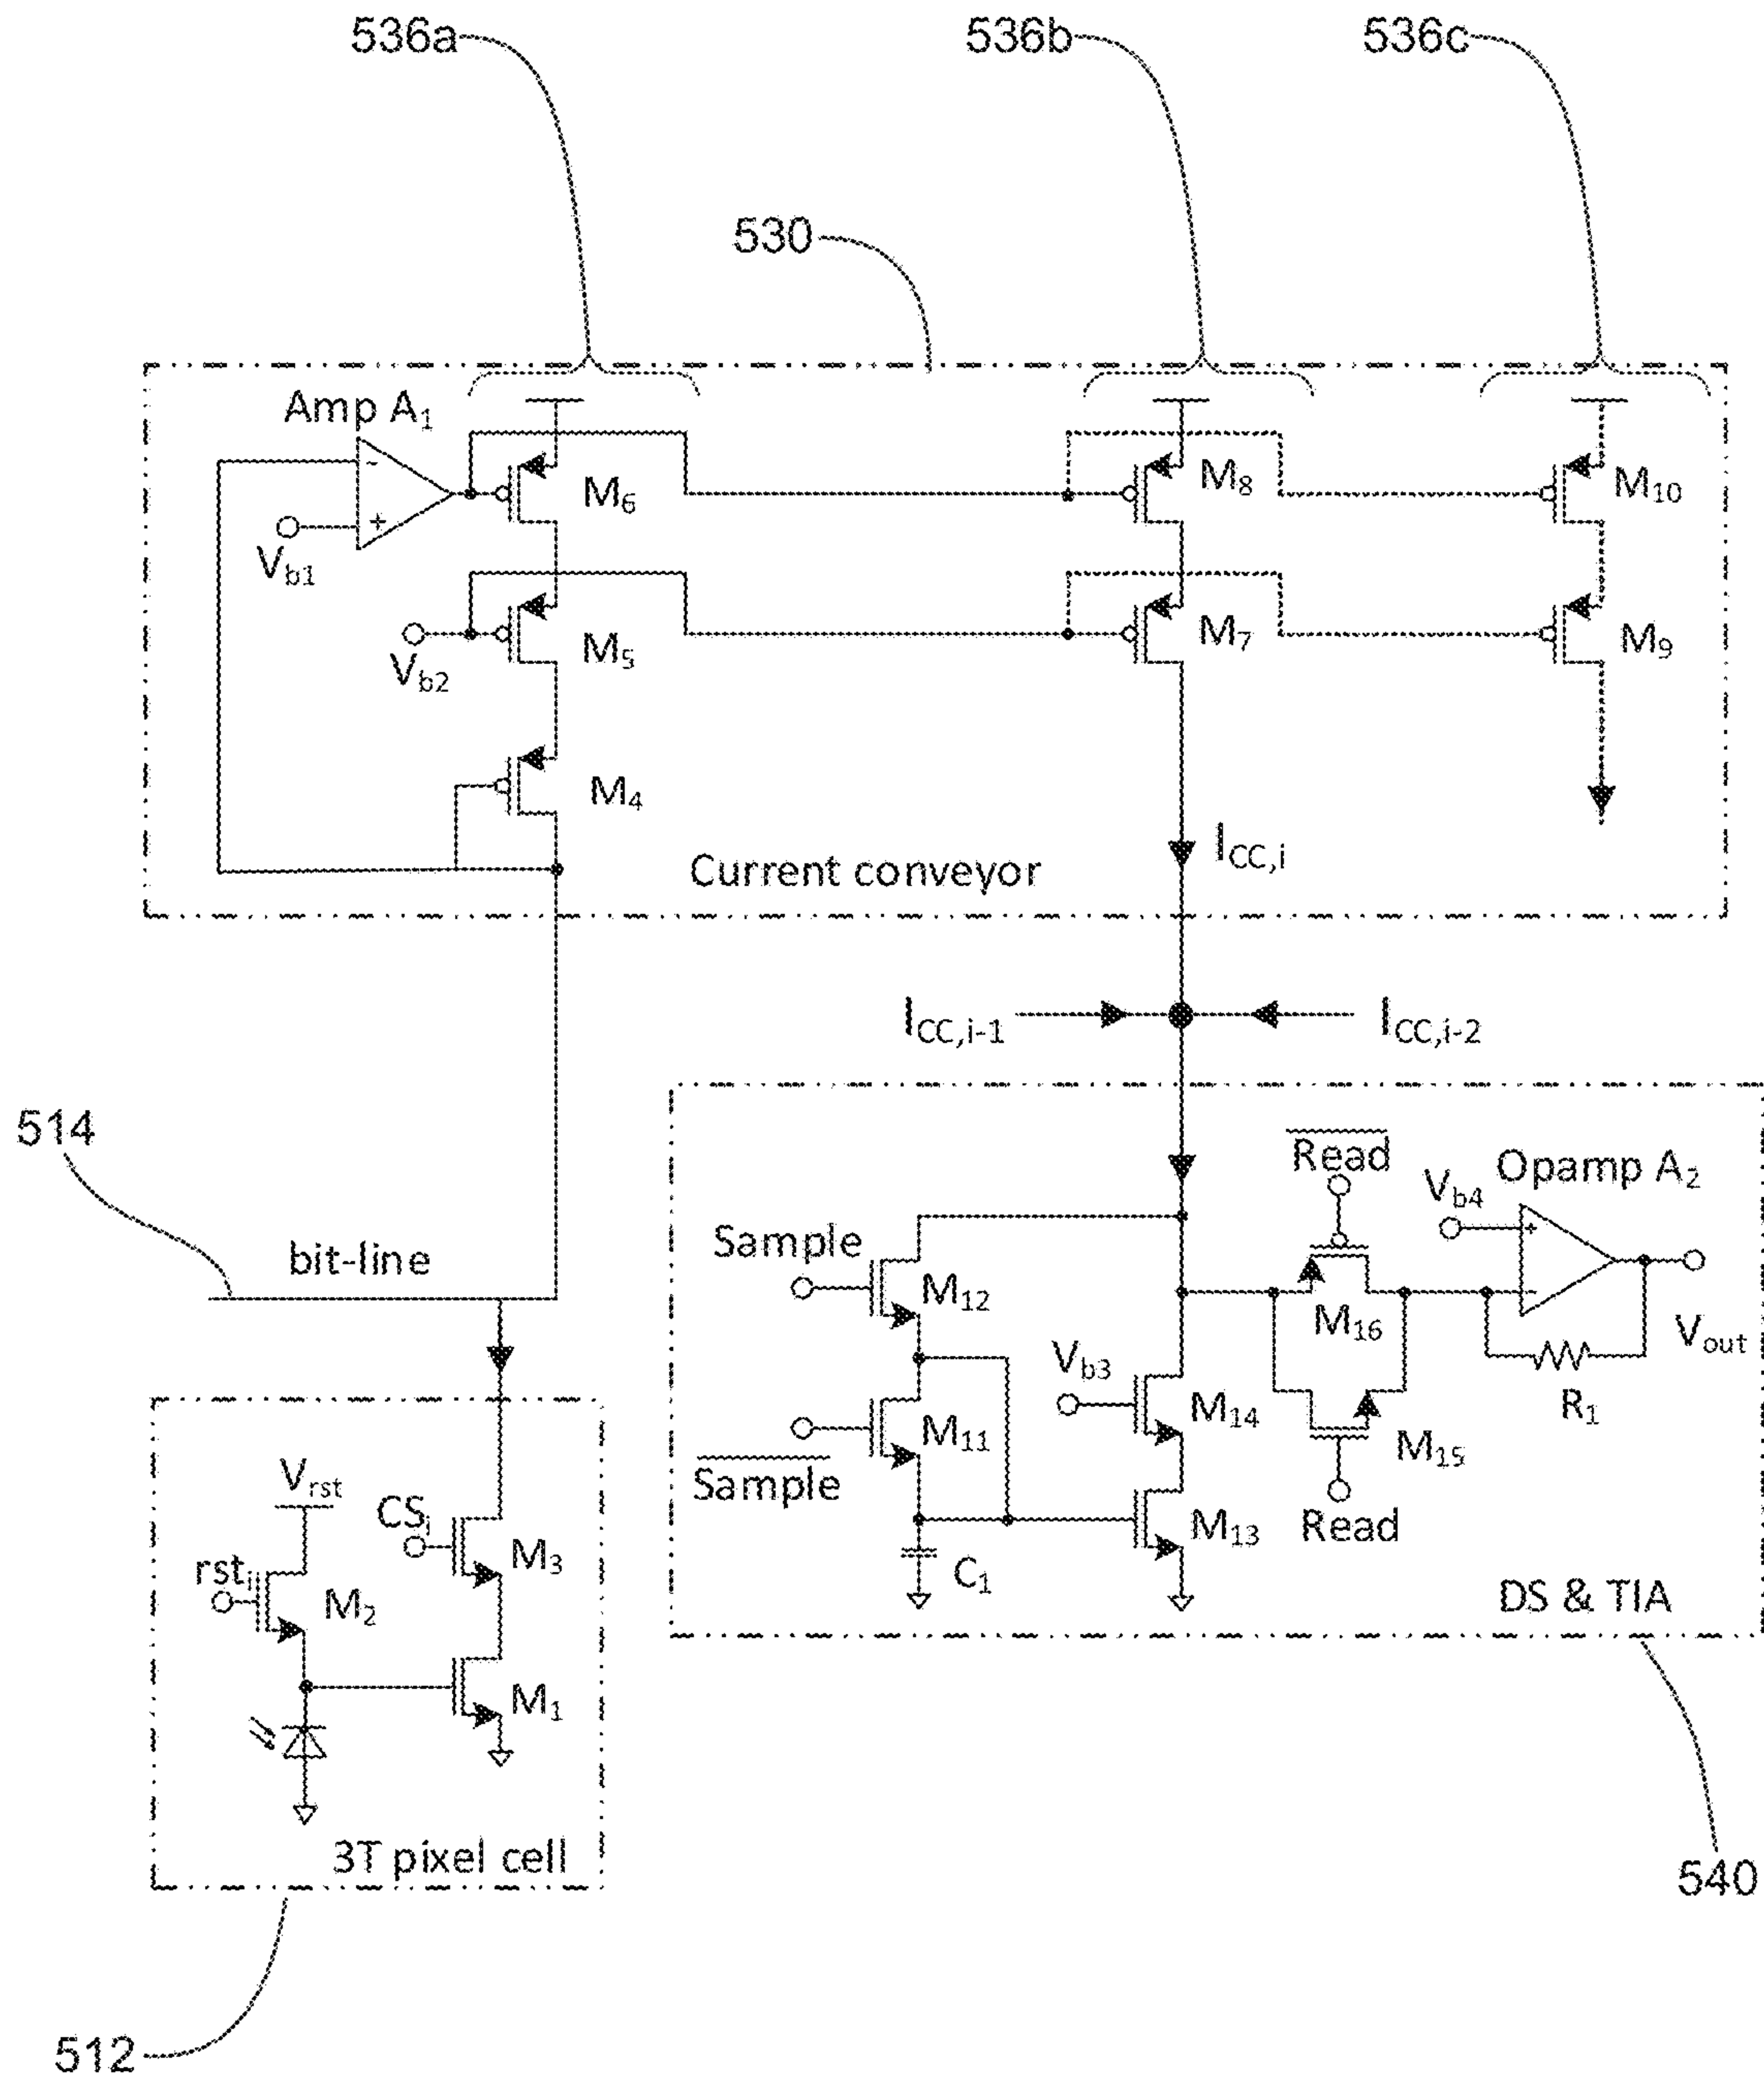 536a
536b
536c
530
Amp A1
-
+
Vb1
M6
M8
M10
Vb2
M5
M7
M9
M4
ICC,i
Current conveyor
ICC,i-1
ICC,i-2
514
bit-line
Read
Opamp A2
Vb4
+
-
Sample
M12
M16
Vout
Vb3
R1
M11
M14
M15
Sample
Vrst
CSi
M3
M13
Read
rsti
M2
C1
DS & TIA
M1
3T pixel cell
540
512